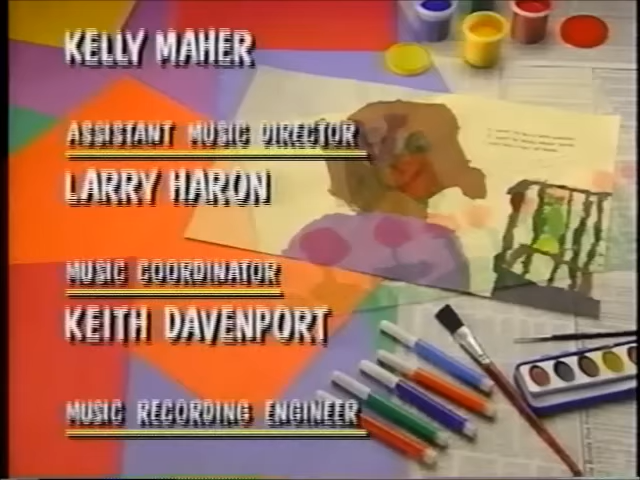 KELLY MAHER
ASSISTANT MUSIC DIRECTOR
LARRY HARON
MUSIC COORDINATOR
KEITH DAVENPORT
MUSIC RECORDING ENGINEER